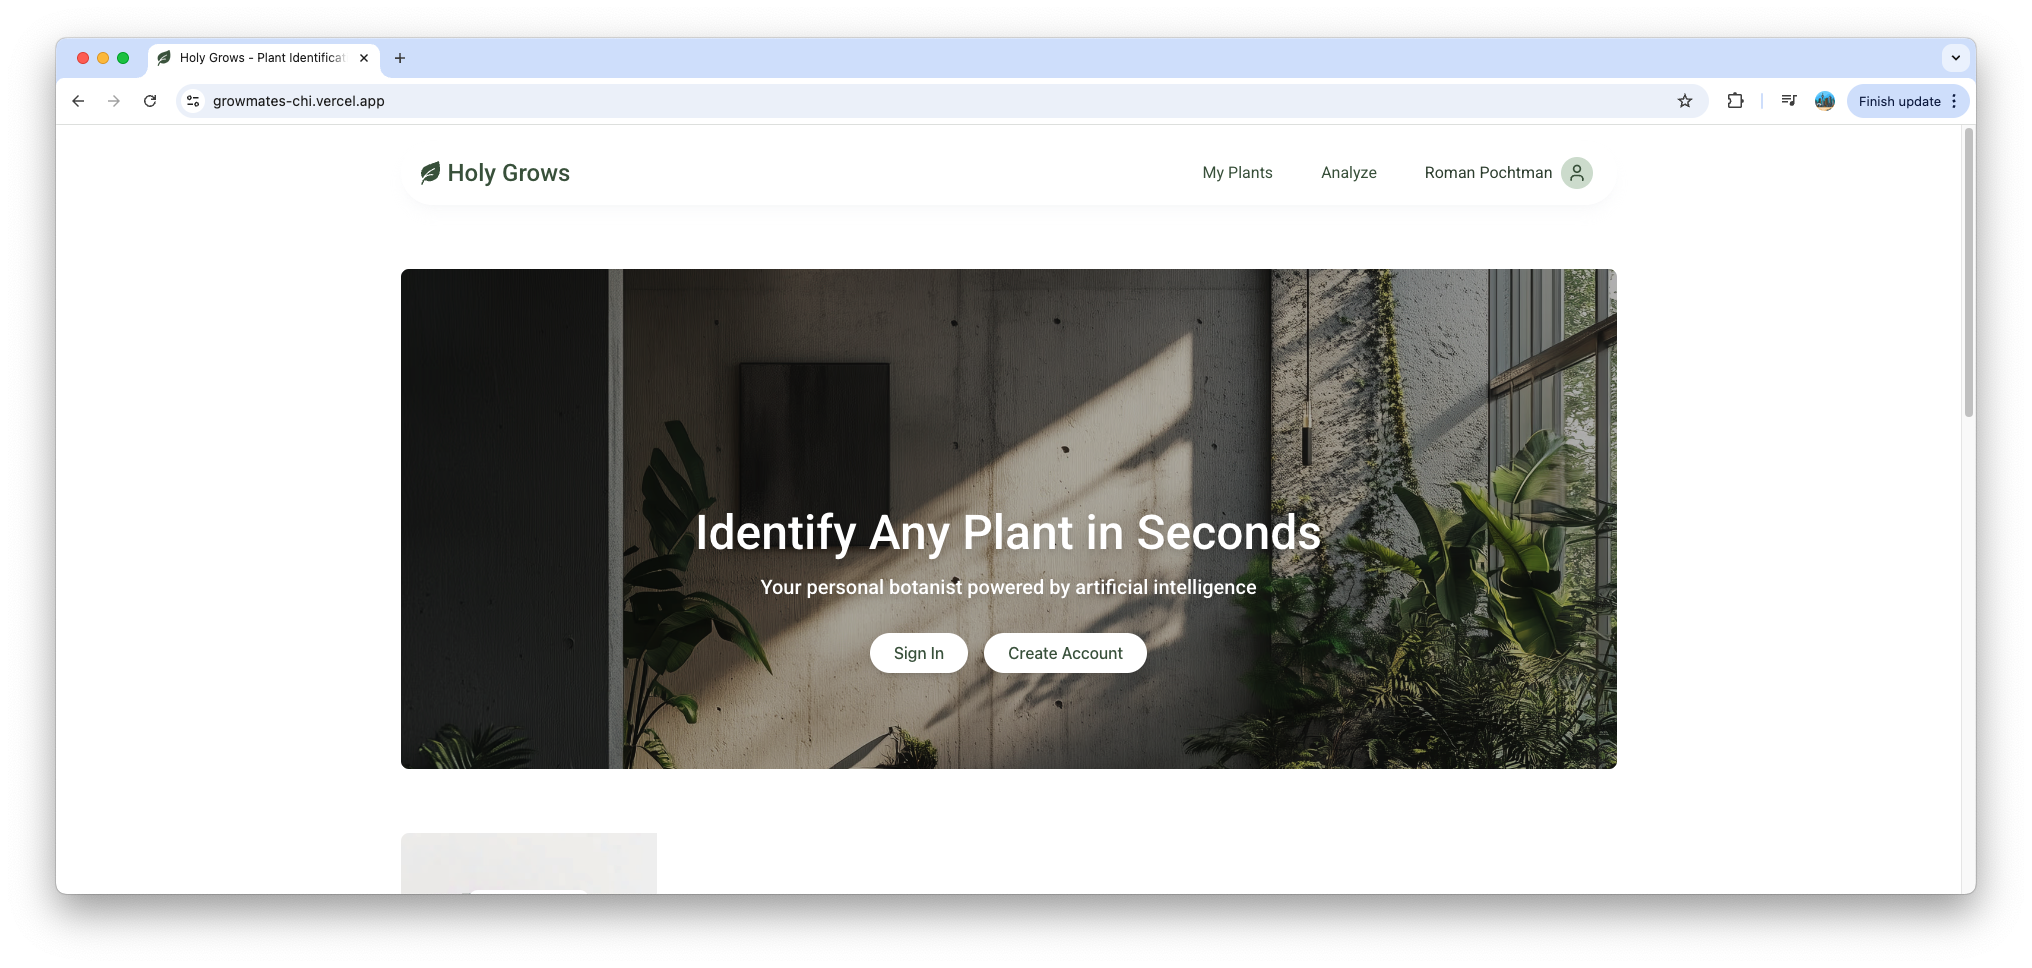 Holy Grows - Plant Identificat
growmates-chi.vercel.app
Finish update
Holy Grows
My Plants
Analyze
Roman Pochtman
Identify Any Plant in Seconds
Your personal botanist powered by artificial intelligence
Sign In
Create Account